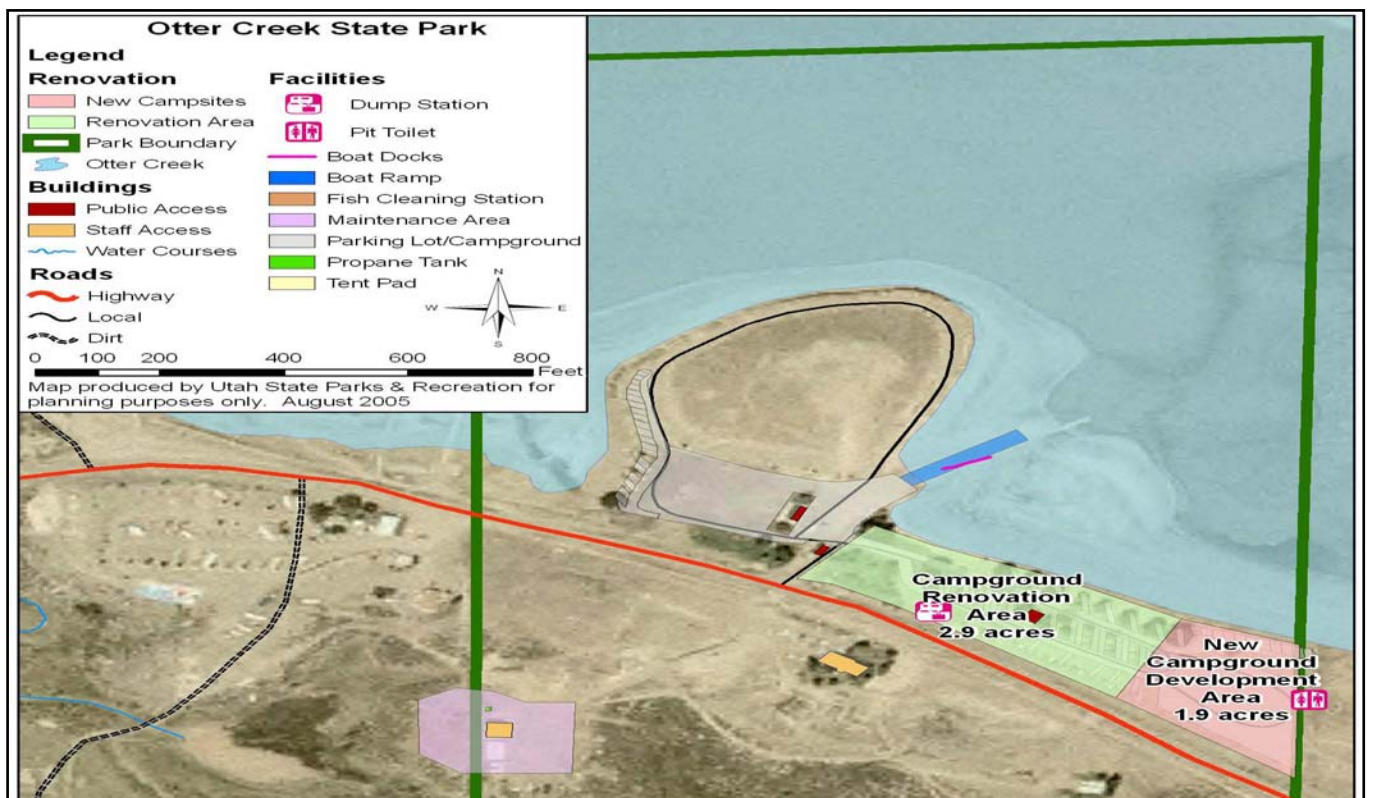 Otter Creek State Park
Legend
Renovation
New Campsites
Renovation Area
Park Boundary
Otter Creek
Buildings
Public Access
Staff Access
Water Courses
Roads
Highway
Local
Dirt
Facilities
Dump Station
Pit Toilet
Boat Docks
Boat Ramp
Fish Cleaning Station
Maintenance Area
Parking Lot/Campground
Propane Tank
Tent Pad
N
W E
S
0 100 200 400 600 800
Feet
Map produced by Utah State Parks & Recreation for
planning purposes only. August 2005
Campground
Renovation
Area
2.9 acres
New
Campground
Development
Area
1.9 acres